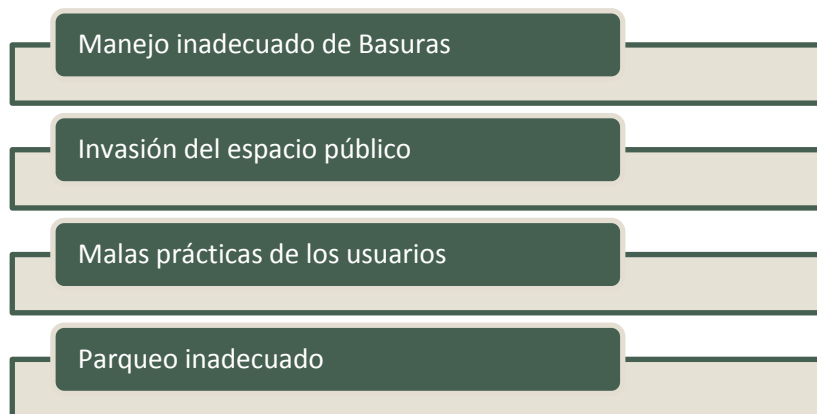 Manejo inadecuado de Basuras
Invasión del espacio público
Malas prácticas de los usuarios
Parqueo inadecuado